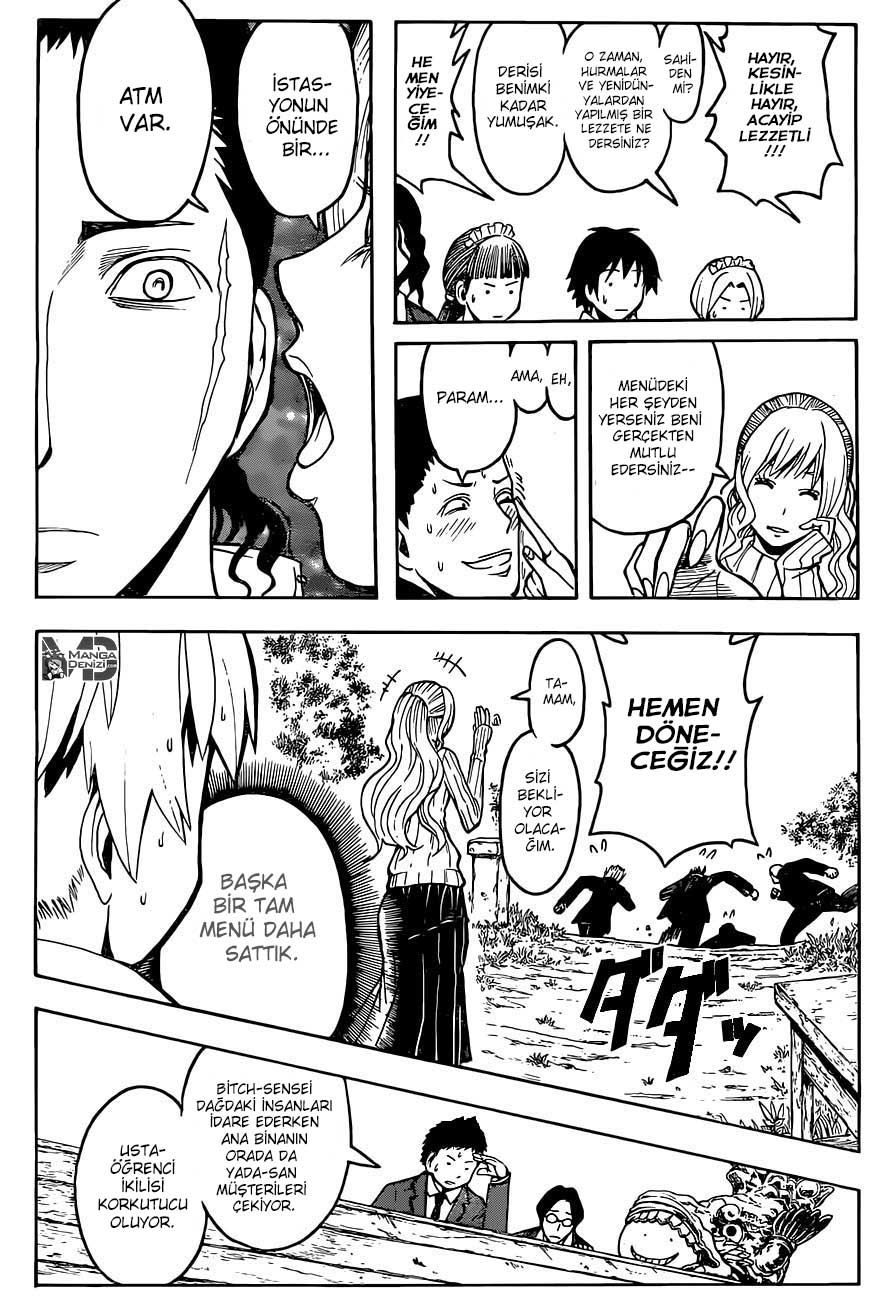 HAYIR,
KESİN-
LİKLE
HAYIR,
ACAYİP
LEZZETLİ
!!!
SAHİ-
DEN
Mİ?
O ZAMAN,
HURMALAR
VE YENİDÜN-
YALARDAN
YAPILMIŞ BİR
LEZZETE NE
DERSİNİZ?
DERİSİ
BENİMKİ
KADAR
YUMUŞAK.
HE
MEN
YİYE-
CE-
ĞİM
!!
İSTAS-
YONUN
ÖNÜNDE
BİR...
ATM
VAR.
MENÜDEKİ
HER ŞEYDEN
YERSENİZ BENİ
GERÇEKTEN
MUTLU
EDERSİNİZ--
EH,
AMA,
PARAM...
HEMEN
DÖNE-
CEĞİZ!!
TA-
MAM,
SİZİ
BEKLİ-
YOR
OLACA-
ĞIM.
ダダッ
BAŞKA
BİR TAM
MENÜ DAHA
SATTIK.
MANGA
DENİZİ
BITCH-SENSEİ
DAĞDAKİ İNSANLARI
İDARE EDERKEN
ANA BİNANIN
ORADA DA
YADA-SAN
MÜŞTERİLERİ
ÇEKİYOR.
USTA-
ÖĞRENCİ
İKİLİSİ
KORKUTUCU
OLUYOR.